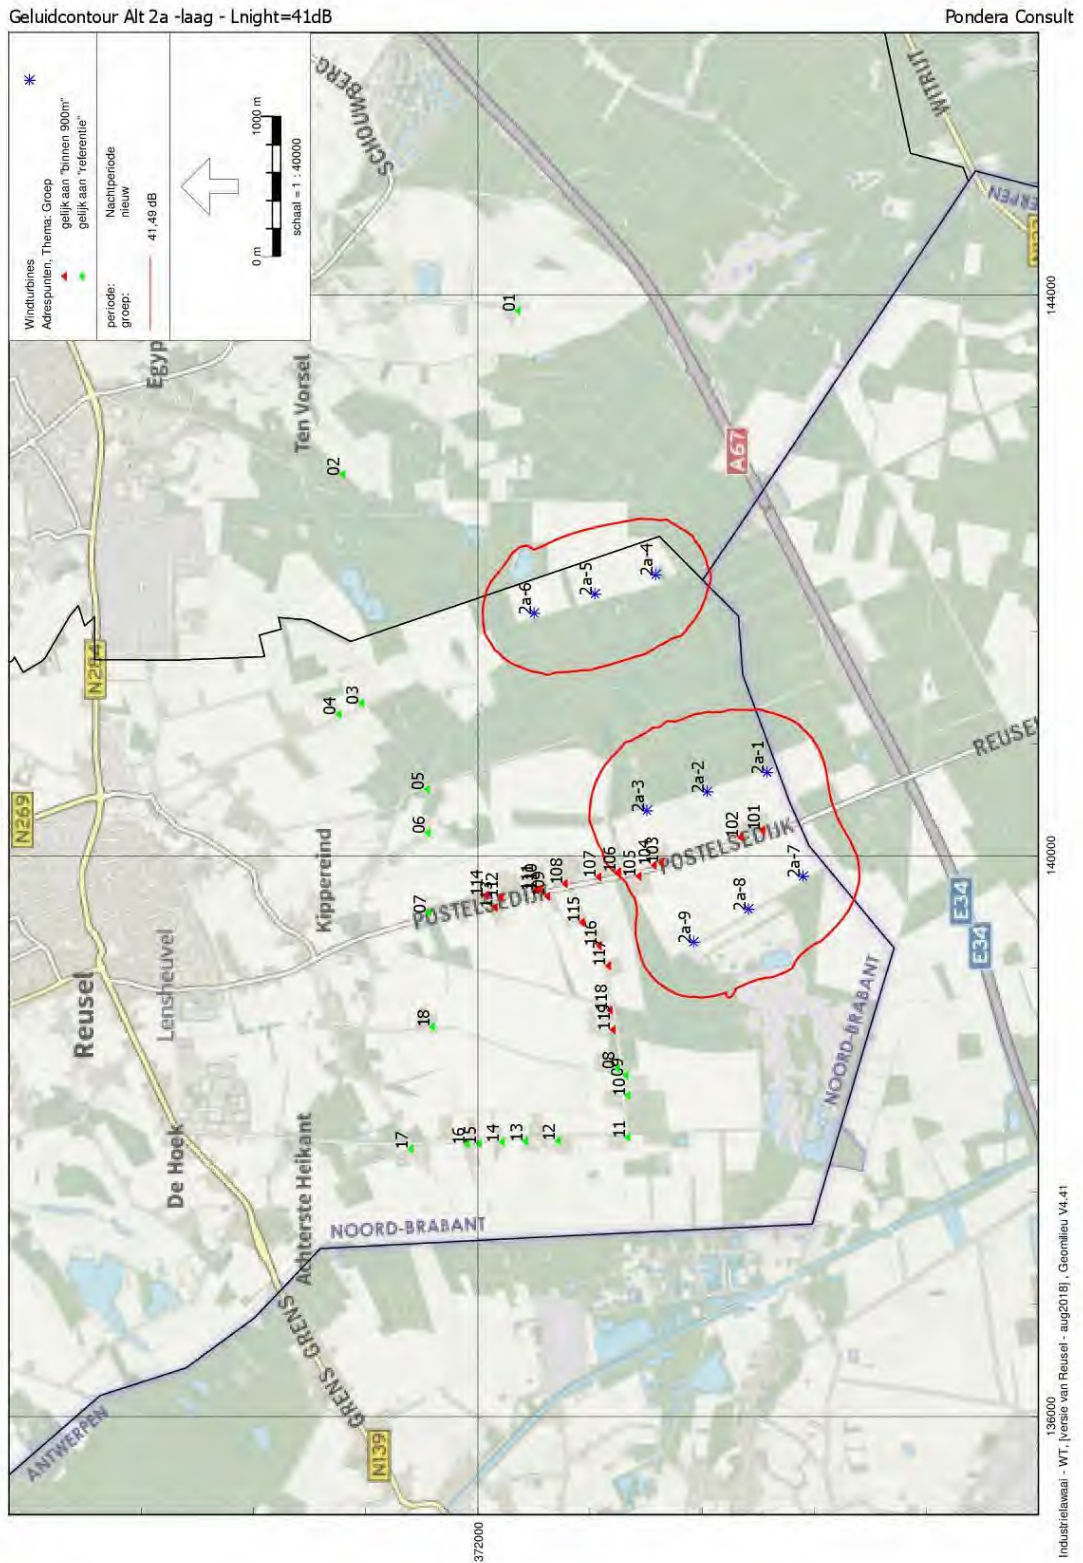 Geluidcontour Alt 2a -laag - Lnight=41dB
Pondera Consult
Windturbines
Adrespunten, Thema: Groep
gelijk aan "binnen 900m"
gelijk aan "referentie"
periode: Nachtperiode
groep: nieuw
41,49 dB
0 m 1000 m
schaal = 1 : 40000
SCHOUWBERG
WITRIJT
Egyp
Ten Vorsel
01
02
03
04
05
06
07
N284
N269
A67
2a-6
2a-5
2a-4
2a-3
2a-2
2a-1
2a-7
2a-8
2a-9
REUSEL
POSTELSEDIJK
POSTELSEDIJK
Kippereind
Lensheuvel
Reusel
De Hoek
Achterste Heikant
101
102
103
104
105
106
107
108
109
110
111
112
114
115
116
117
118
119
08
09
10
11
12
13
14
15
16
17
18
E34
E34
NOORD-BRABANT
NOORD-BRABANT
ANTWERPEN
ERPEN
GRENS
GRENS
N139
372000
136000
140000
144000
Industrielawaai - WT, [versie van Reusel - aug2018] , Geomilieu V4.41